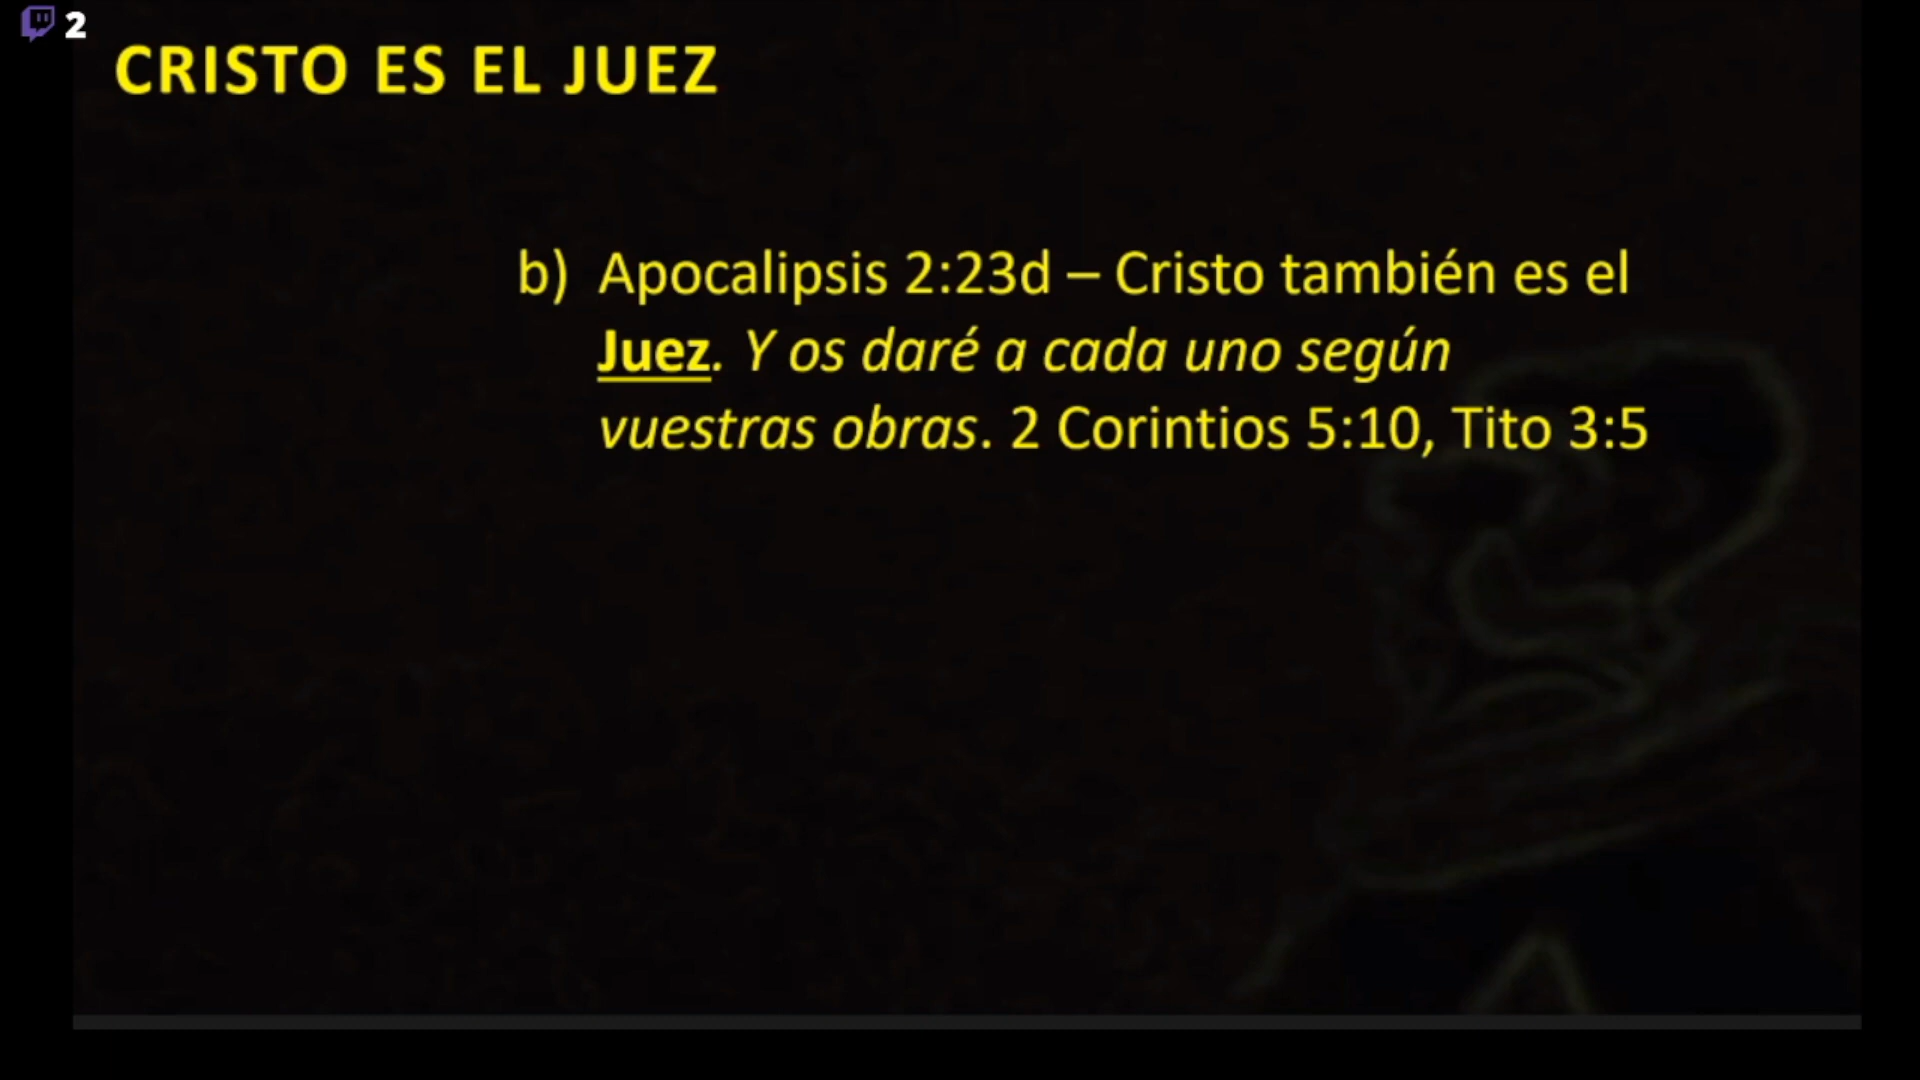 2
CRISTO ES EL JUEZ
b) Apocalipsis 2:23d – Cristo también es el
Juez. Y os daré a cada uno según
vuestras obras. 2 Corintios 5:10, Tito 3:5